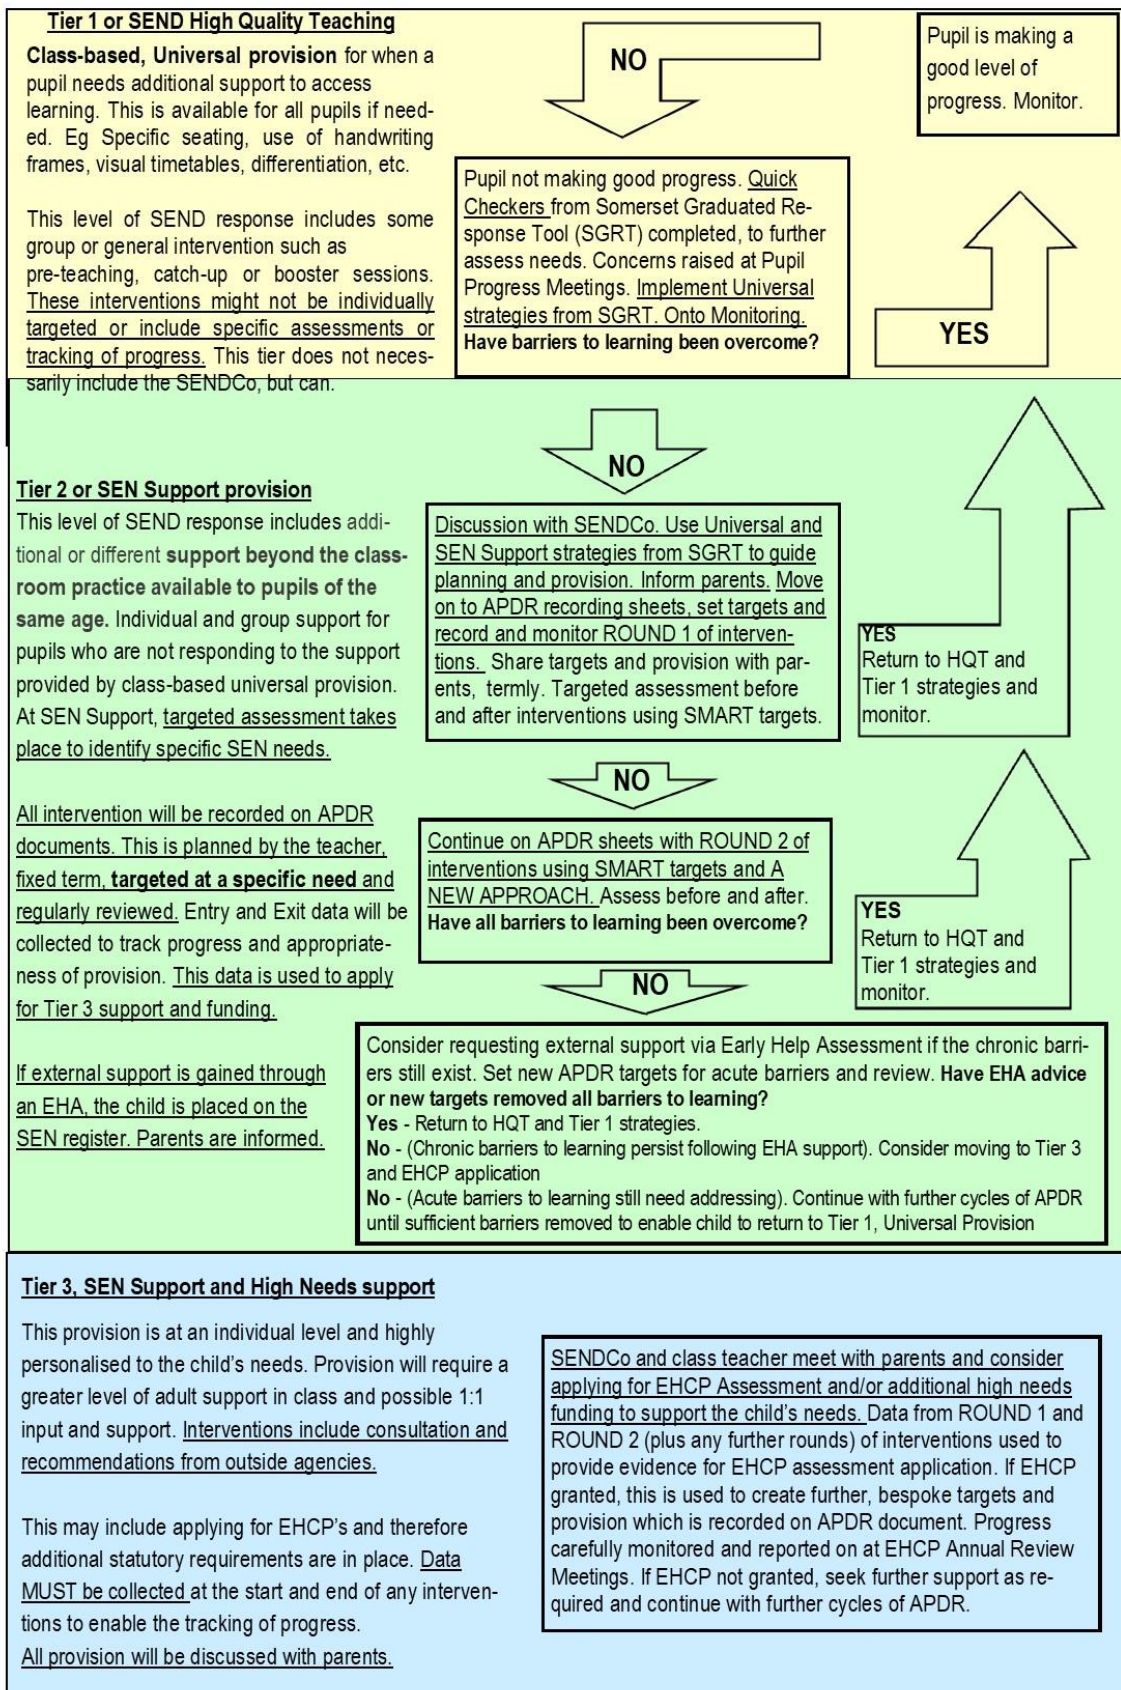 Tier 1 or SEND High Quality Teaching
Class-based, Universal provision for when a
pupil needs additional support to access
learning. This is available for all pupils if need-
ed. Eg Specific seating, use of handwriting
frames, visual timetables, differentiation, etc.
This level of SEND response includes some
group or general intervention such as
pre-teaching, catch-up or booster sessions.
These interventions might not be individually
targeted or include specific assessments or
tracking of progress. This tier does not neces-
sarily include the SENDCo, but can.
NO
Pupil is making a
good level of
progress. Monitor.
Pupil not making good progress. Quick
Checkers from Somerset Graduated Re-
sponse Tool (SGRT) completed, to further
assess needs. Concerns raised at Pupil
Progress Meetings. Implement Universal
strategies from SGRT. Onto Monitoring.
Have barriers to learning been overcome?
YES
Tier 2 or SEN Support provision
This level of SEND response includes addi-
tional or different support beyond the class-
room practice available to pupils of the
same age. Individual and group support for
pupils who are not responding to the support
provided by class-based universal provision.
At SEN Support, targeted assessment takes
place to identify specific SEN needs.
All intervention will be recorded on APDR
documents. This is planned by the teacher,
fixed term, targeted at a specific need and
regularly reviewed. Entry and Exit data will be
collected to track progress and appropriate-
ness of provision. This data is used to apply
for Tier 3 support and funding.
If external support is gained through
an EHA, the child is placed on the
SEN register. Parents are informed.
NO
Discussion with SENDCo. Use Universal and
SEN Support strategies from SGRT to guide
planning and provision. Inform parents. Move
on to APDR recording sheets, set targets and
record and monitor ROUND 1 of interven-
tions. Share targets and provision with par-
ents, termly. Targeted assessment before
and after interventions using SMART targets.
YES
Return to HQT and
Tier 1 strategies and
monitor.
NO
Continue on APDR sheets with ROUND 2 of
interventions using SMART targets and A
NEW APPROACH. Assess before and after.
Have all barriers to learning been overcome?
YES
Return to HQT and
Tier 1 strategies and
monitor.
NO
Consider requesting external support via Early Help Assessment if the chronic barri-
ers still exist. Set new APDR targets for acute barriers and review. Have EHA advice
or new targets removed all barriers to learning?
Yes - Return to HQT and Tier 1 strategies.
No - (Chronic barriers to learning persist following EHA support). Consider moving to Tier 3
and EHCP application
No - (Acute barriers to learning still need addressing). Continue with further cycles of APDR
until sufficient barriers removed to enable child to return to Tier 1, Universal Provision
Tier 3, SEN Support and High Needs support
This provision is at an individual level and highly
personalised to the child's needs. Provision will require a
greater level of adult support in class and possible 1:1
input and support. Interventions include consultation and
recommendations from outside agencies.
This may include applying for EHCP's and therefore
additional statutory requirements are in place. Data
MUST be collected at the start and end of any interven-
tions to enable the tracking of progress.
All provision will be discussed with parents.
SENDCo and class teacher meet with parents and consider
applying for EHCP Assessment and/or additional high needs
funding to support the child's needs. Data from ROUND 1 and
ROUND 2 (plus any further rounds) of interventions used to
provide evidence for EHCP assessment application. If EHCP
granted, this is used to create further, bespoke targets and
provision which is recorded on APDR document. Progress
carefully monitored and reported on at EHCP Annual Review
Meetings. If EHCP not granted, seek further support as re-
quired and continue with further cycles of APDR.